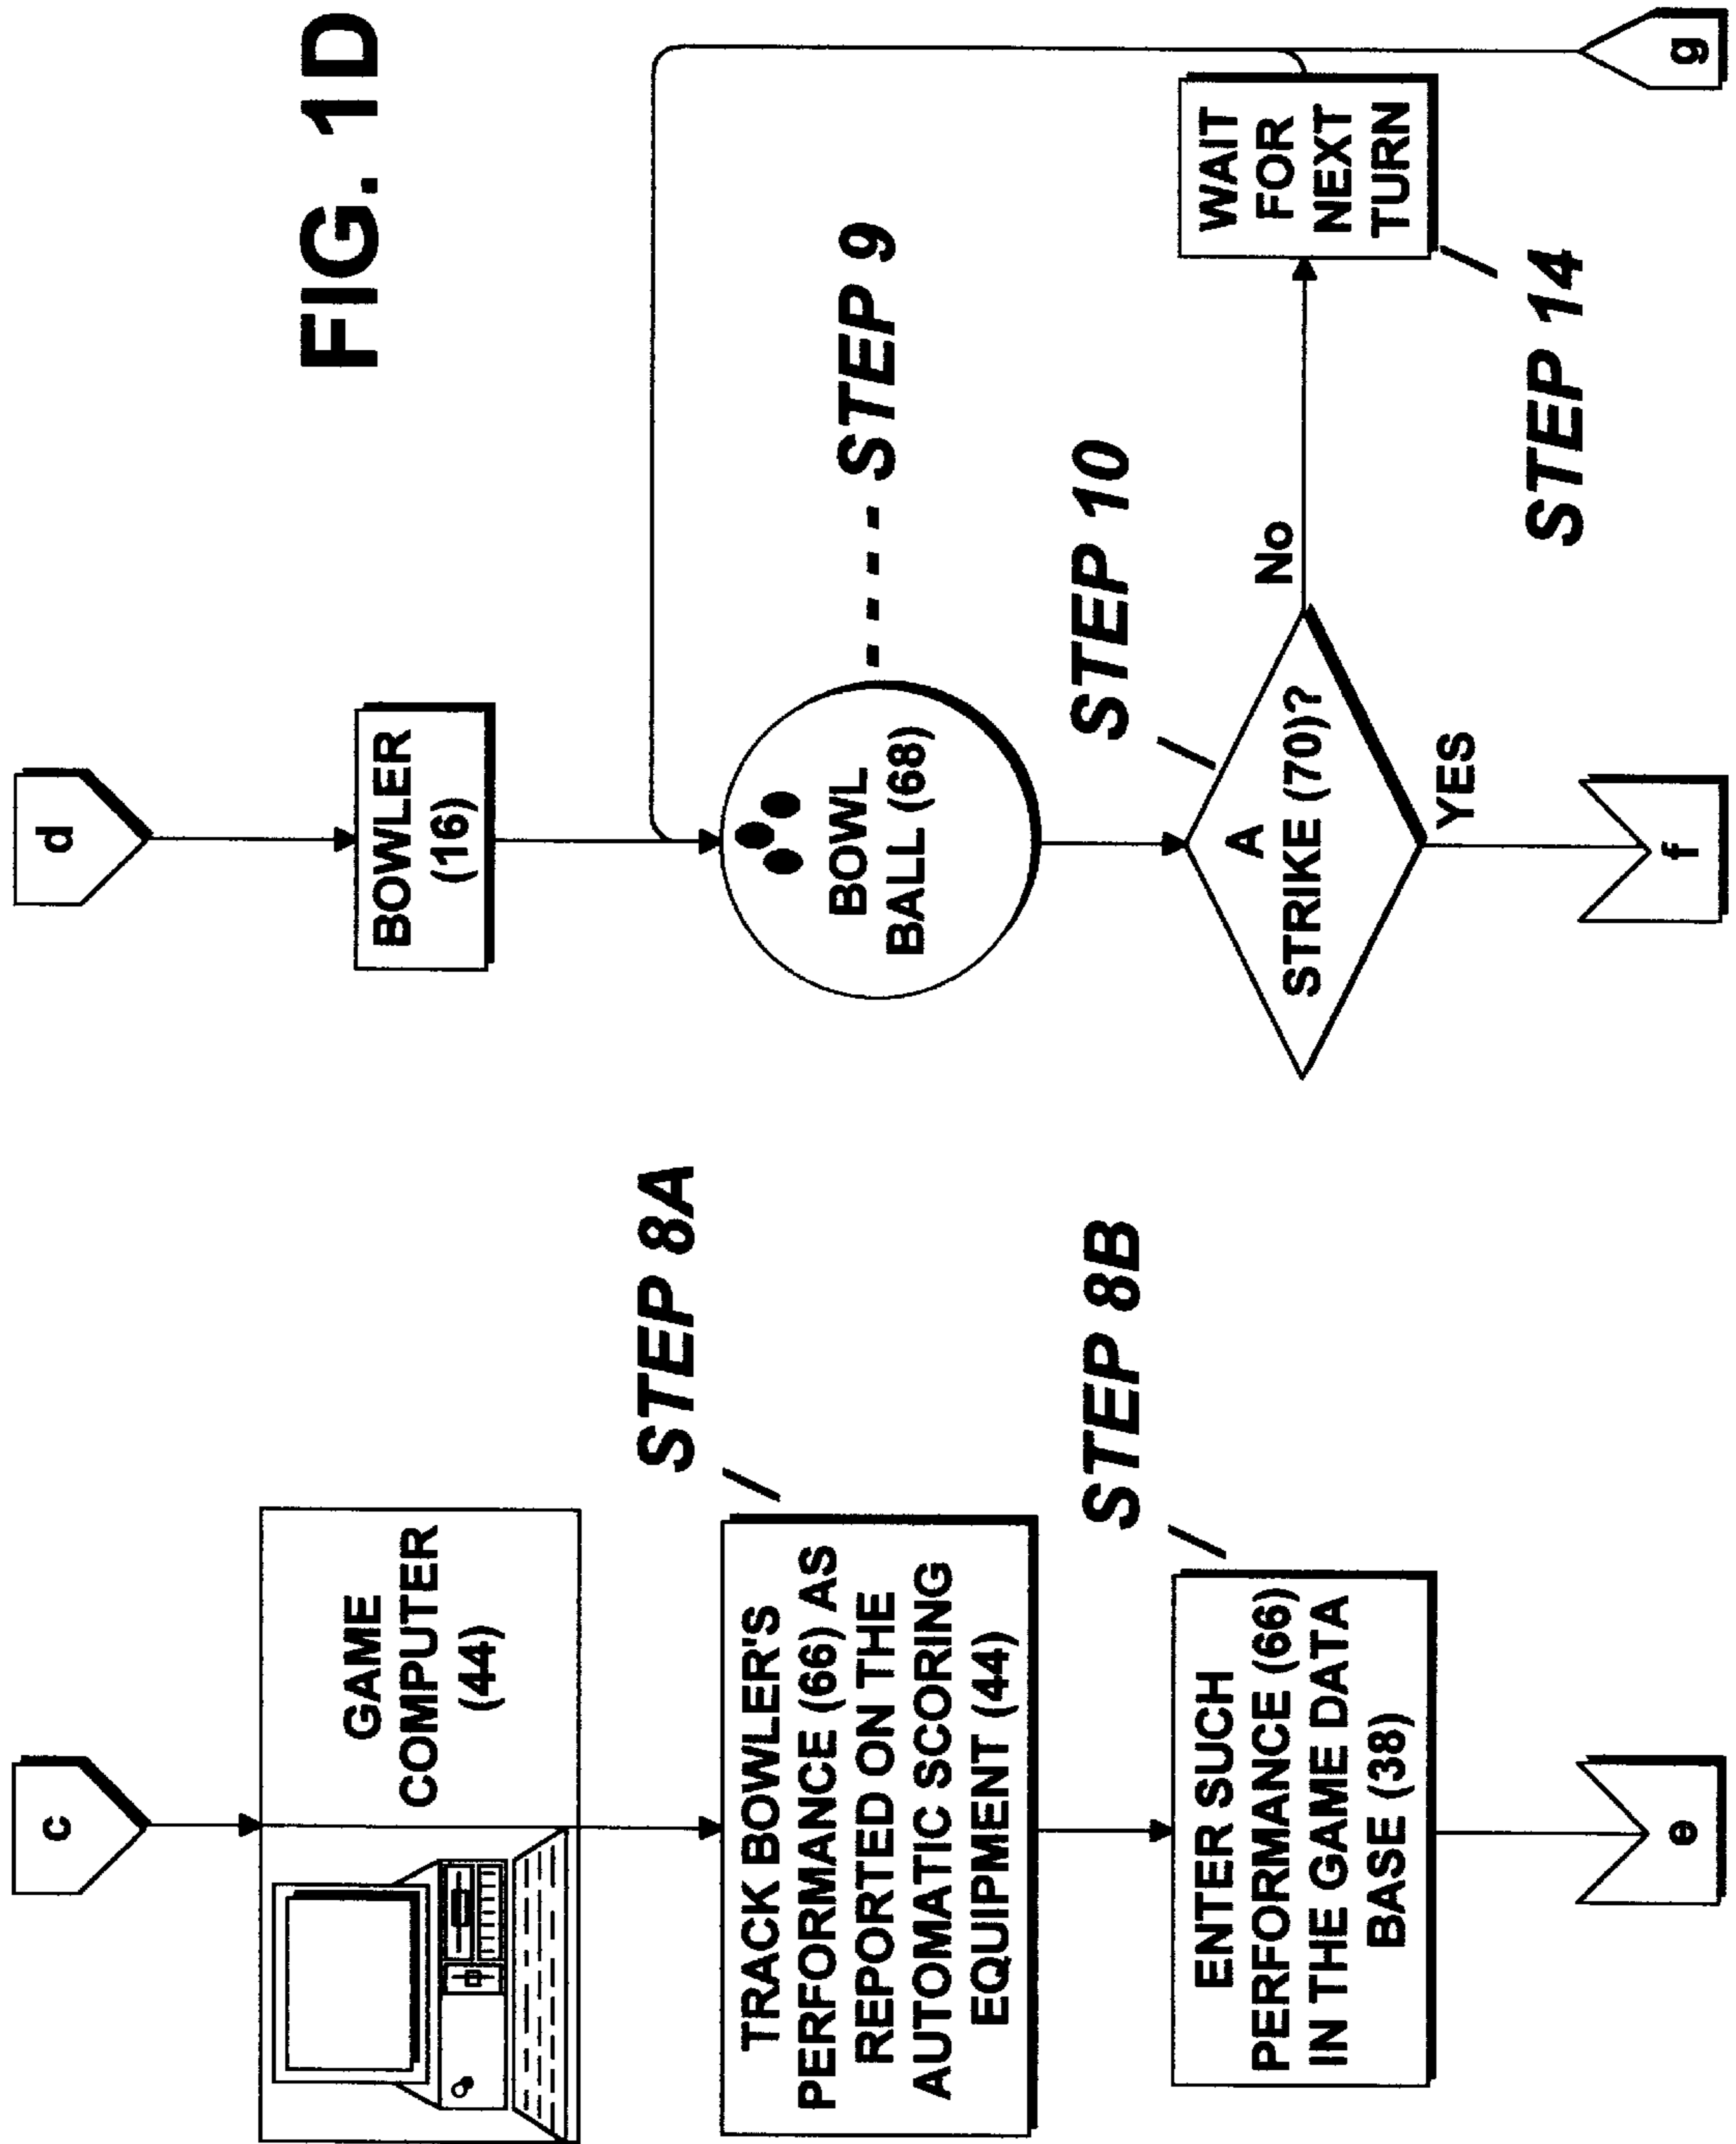 FIG. 1D
c
GAME
COMPUTER
(44)
STEP 8A
TRACK BOWLER'S
PERFORMANCE (66) AS
REPORTED ON THE
AUTOMATIC SCORING
EQUIPMENT (44)
STEP 8B
ENTER SUCH
PERFORMANCE (66)
IN THE GAME DATA
BASE (38)
e
d
BOWLER
(16)
BOWL
BALL (68)
STEP 9
STEP 10
A
STRIKE (70)?
No
YES
WAIT
FOR
NEXT
TURN
STEP 14
f
g